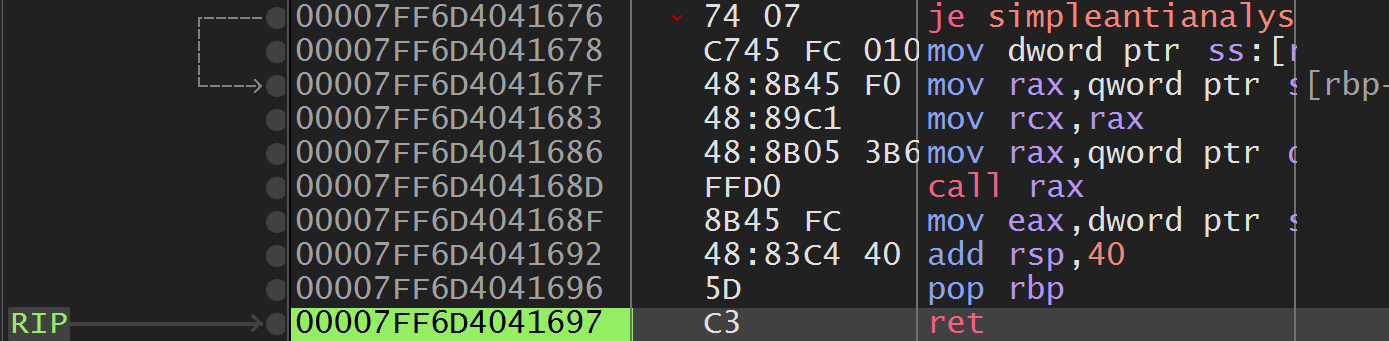 00007FF6D4041676 74 07 je simpleantianalys
00007FF6D4041678 C745 FC 010 mov dword ptr ss:[r
00007FF6D404167F 48:8B45 F0 mov rax,qword ptr s [rbp-
00007FF6D4041683 48:89C1 mov rcx,rax
00007FF6D4041686 48:8B05 3B6 mov rax,qword ptr d
00007FF6D404168D FFD0 call rax
00007FF6D404168F 8B45 FC mov eax,dword ptr s
00007FF6D4041692 48:83C4 40 add rsp,40
00007FF6D4041696 5D pop rbp
RIP 00007FF6D4041697 C3 ret